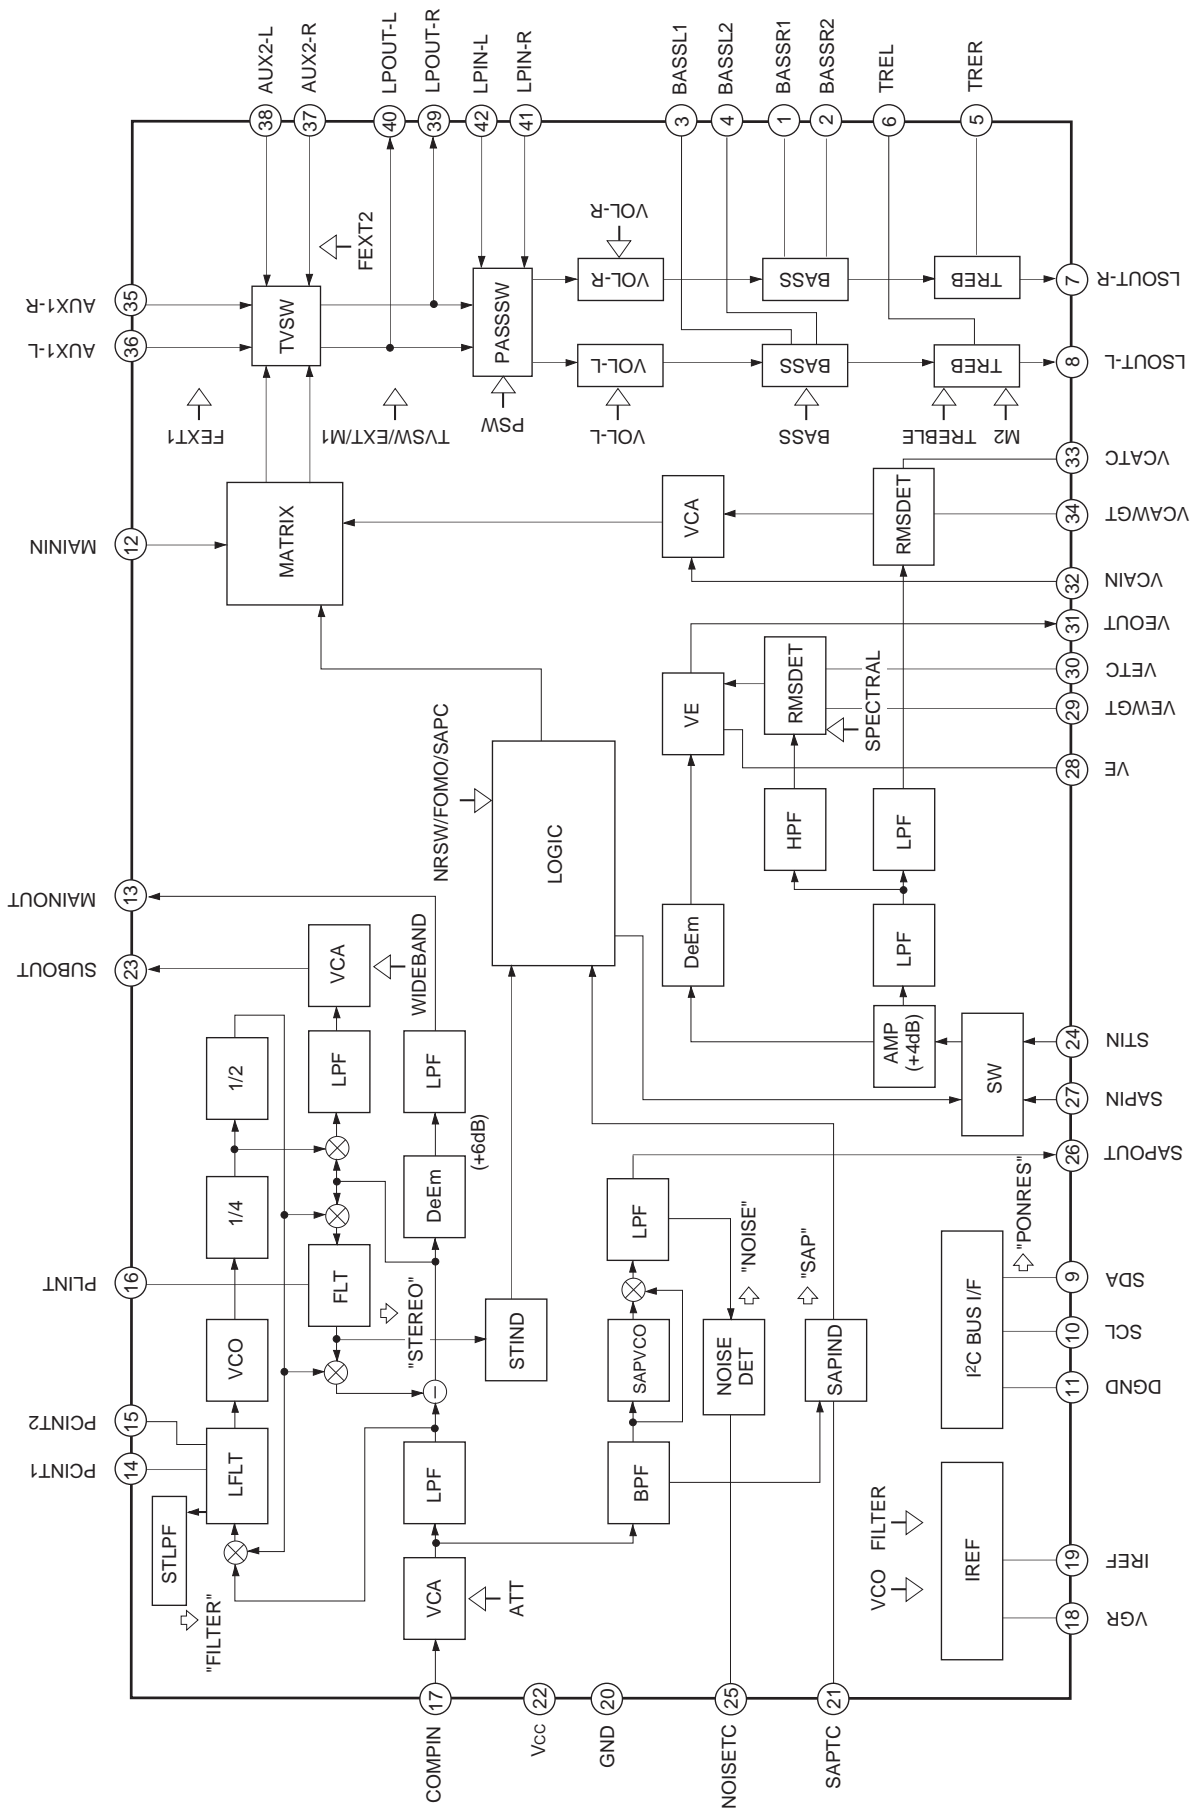 AUX2-L
AUX2-R
LPOUT-L
LPOUT-R
LPIN-L
LPIN-R
BASSL1
BASSL2
BASSR1
BASSR2
TREL
TRER
38
37
40
39
42
41
3
4
1
2
6
5
AUX1-R
35
AUX1-L
36
FEXT2
TVSW
FEXT1
TVSW/EXT/M1
PASSSW
PSW
VOL-R
VOL-R
VOL-L
VOL-L
BASS
BASS
BASS
TREB
TREB
TREBLE
M2
7
LSOUT-R
8
LSOUT-L
MAININ
12
MATRIX
VCA
RMSDET
33
VCATC
34
VCAWGT
32
VCAIN
31
VEOUT
30
VETC
29
VEWGT
28
VE
VE
RMSDET
SPECTRAL
HPF
LPF
NRSW/FOMO/SAPC
LOGIC
DeEm
LPF
AMP
(+4dB)
SW
24
STIN
27
SAPIN
26
SAPOUT
MAINOUT
13
SUBOUT
23
VCA
WIDEBAND
1/2
LPF
LPF
(+6dB)
1/4
DeEm
PLINT
16
FLT
"STEREO"
STIND
VCO
PCINT2
15
PCINT1
14
LFLT
STLPF
"FILTER"
LPF
VCA
ATT
LPF
SAPVCO
BPF
"NOISE"
NOISE
DET
"SAP"
SAPIND
"PONRES"
I²C BUS I/F
9
SDA
10
SCL
11
DGND
VCO
FILTER
IREF
19
IREF
18
VGR
17
22
20
25
21
COMPIN
Vcc
GND
NOISETC
SAPTC